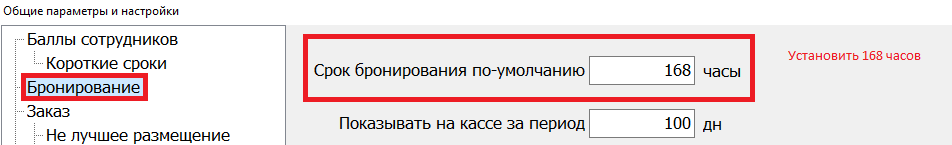 Общие параметры и настройки
Баллы сотрудников
Короткие сроки
Бронирование
Заказ
Не лучшее размещение
Срок бронирования по-умолчанию 168 часы
Установить 168 часов
Показывать на кассе за период 100 дн